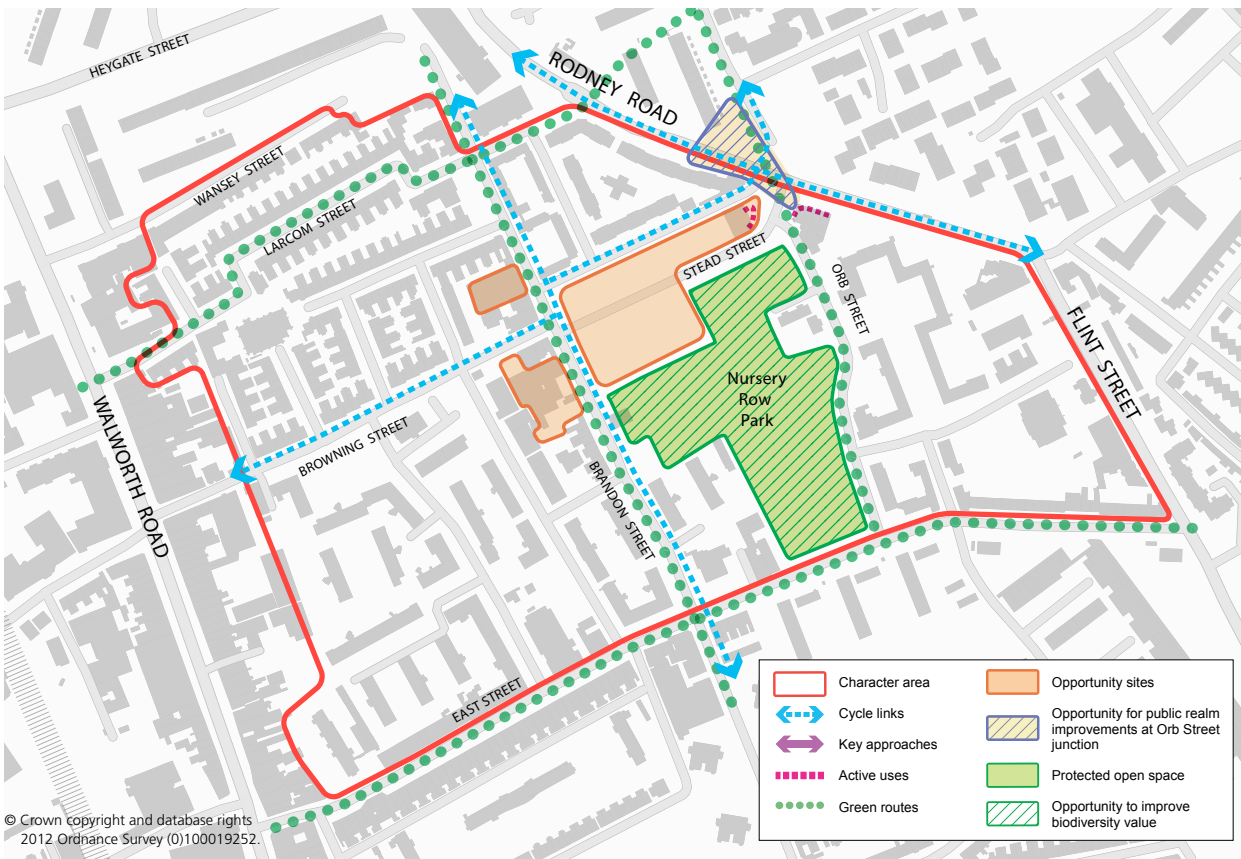 HEYGATE STREET
RODNEY ROAD
WANSEY STREET
LARCOM STREET
STEAD STREET
ORB STREET
FLINT STREET
Nursery
Row
Park
WALWORTH ROAD
BROWNING STREET
BRANDON STREET
EAST STREET
Character area
Cycle links
Key approaches
Active uses
Green routes
Opportunity sites
Opportunity for public realm
improvements at Orb Street
junction
Protected open space
Opportunity to improve
biodiversity value
© Crown copyright and database rights
2012 Ordnance Survey (0)100019252.